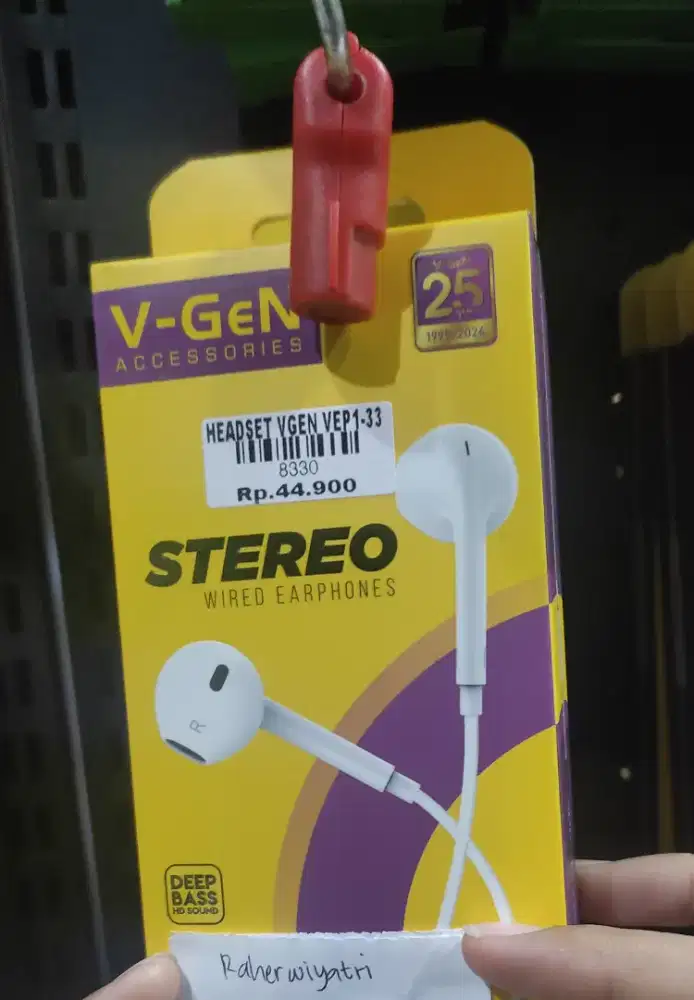 V-GeN
ACCESSORIES
25
1999-2024
HEADSET VGEN VEP1-33
8330
Rp.44.900
STEREO
WIRED EARPHONES
R
DEEP
BASS
HD SOUND
Raherwiyatri